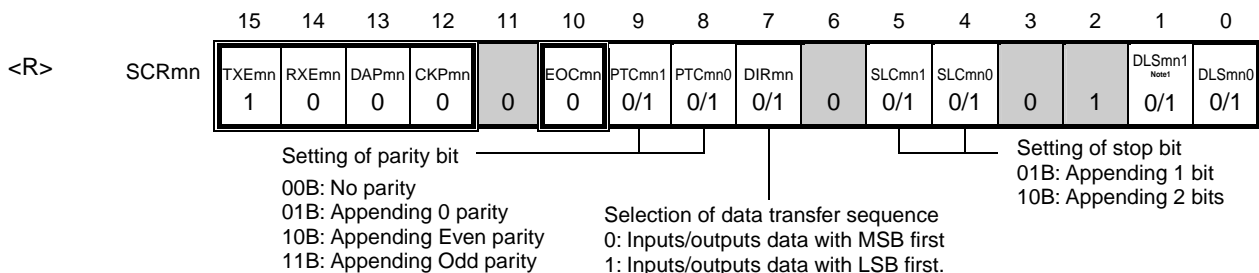 15 14 13 12 11 10 9 8 7 6 5 4 3 2 1 0
<R> SCRmn TXEmn RXEmn DAPmn CKPmn EOCmn PTCmn1 PTCmn0 DIRmn SLCmn1 SLCmn0 DLSmn1 Note1 DLSmn0
1 0 0 0 0 0 0/1 0/1 0/1 0 0/1 0/1 0 1 0/1 0/1
Setting of parity bit
00B: No parity
01B: Appending 0 parity
10B: Appending Even parity
11B: Appending Odd parity
Selection of data transfer sequence
0: Inputs/outputs data with MSB first
1: Inputs/outputs data with LSB first.
Setting of stop bit
01B: Appending 1 bit
10B: Appending 2 bits